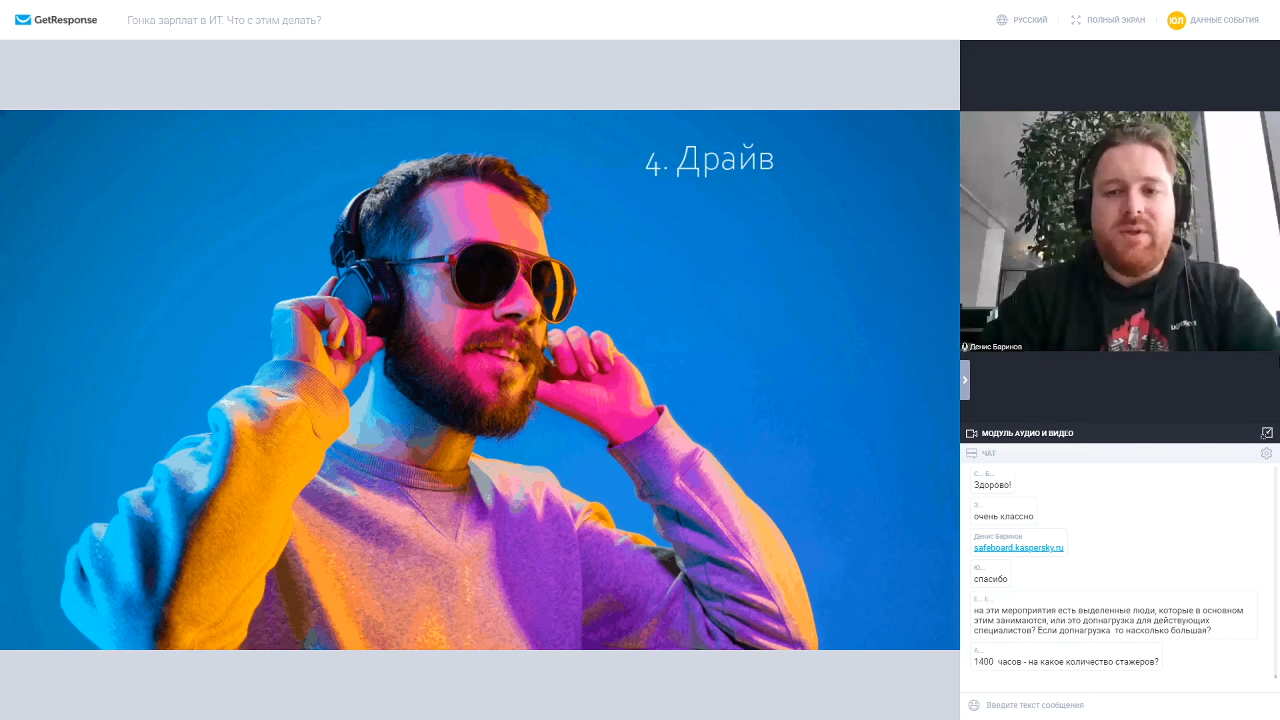 GetResponse
Гонка зарплат в ИТ. Что с этим делать?
РУССКИЙ
ПОЛНЫЙ ЭКРАН
ЮЛ
ДАННЫЕ СОБЫТИЯ
4. Драйв
Денис Баринов
МОДУЛЬ АУДИО И ВИДЕО
ЧАТ
С... Б...
Здорово!
З...
очень классно
Денис Баринов
safeboard.kaspersky.ru
Ю...
спасибо
Е... Е...
на эти мероприятия есть выделенные люди, которые в основном
этим занимаются, или это допнагрузка для действующих
специалистов? Если допнагрузка то насколько большая?
А...
1400 часов - на какое количество стажеров?
Введите текст сообщения